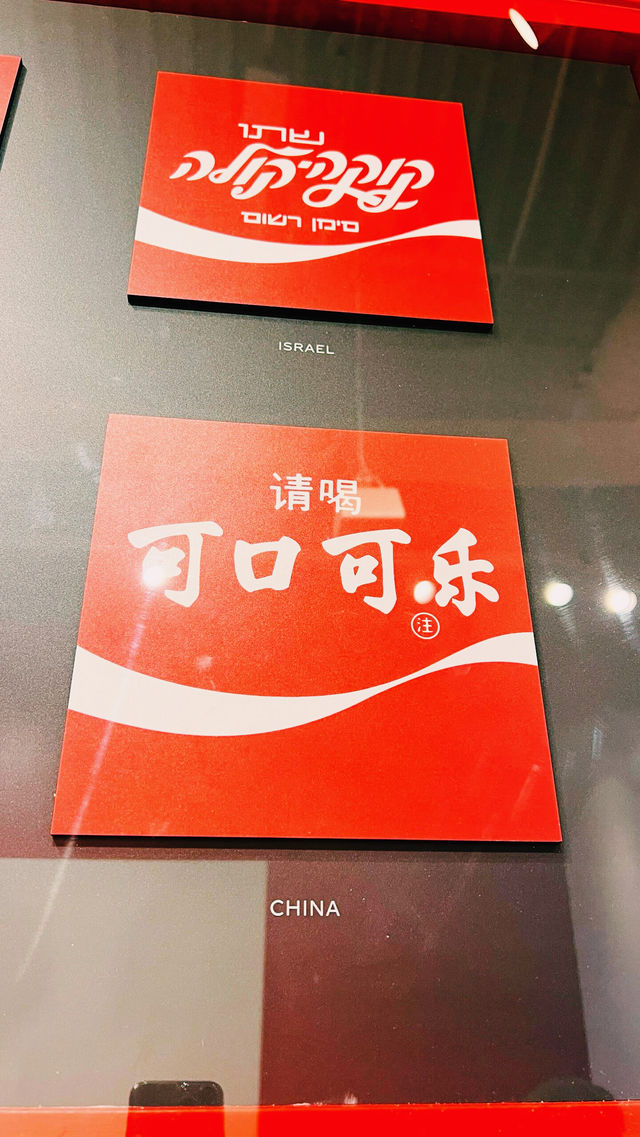 שתו
קוקה-קולה
סימן רשום
ISRAEL
请喝
可口可乐
注
CHINA